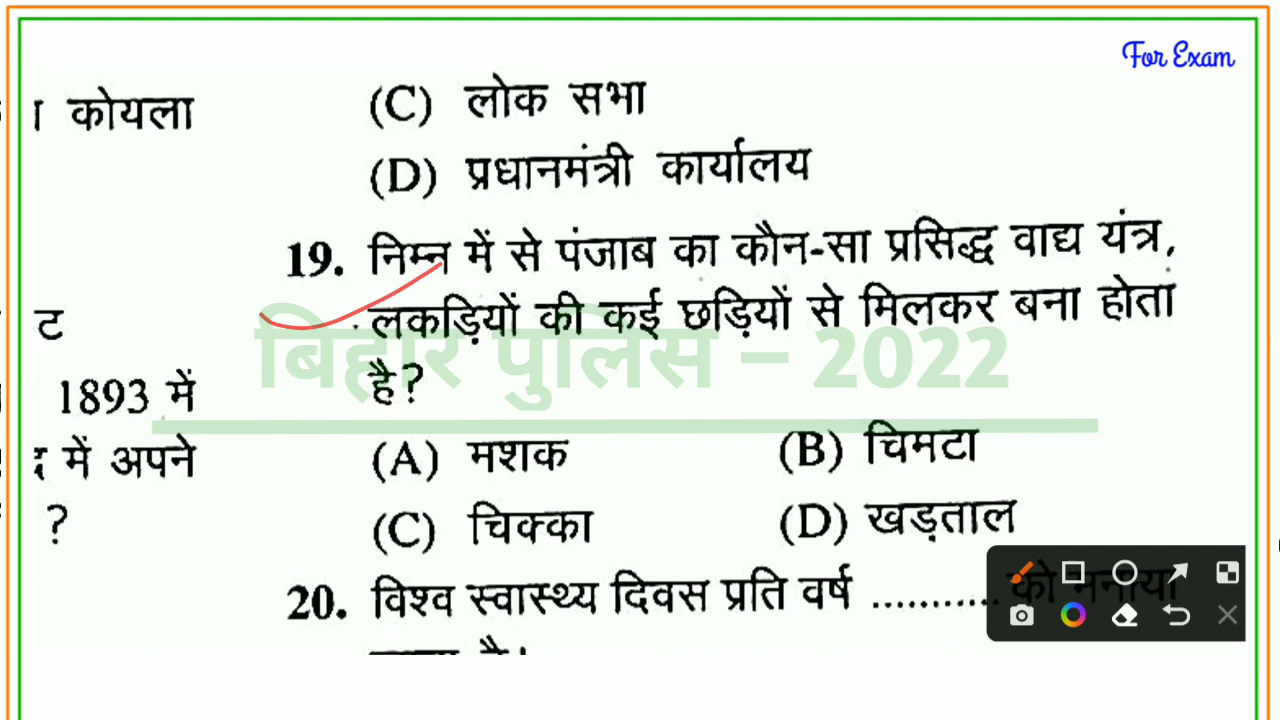 For Exam
कोयला
ट
1893 में
में अपने
?
(C) लोक सभा
(D) प्रधानमंत्री कार्यालय
19. निम्न में से पंजाब का कौन-सा प्रसिद्ध वाद्य यंत्र,
लकड़ियों की कई छड़ियों से मिलकर बना होता
है?
(A) मशक (B) चिमटा
(C) चिक्का (D) खड़ताल
20. विश्व स्वास्थ्य दिवस प्रति वर्ष ........... को मनाया
बिहार पुलिस – 2022